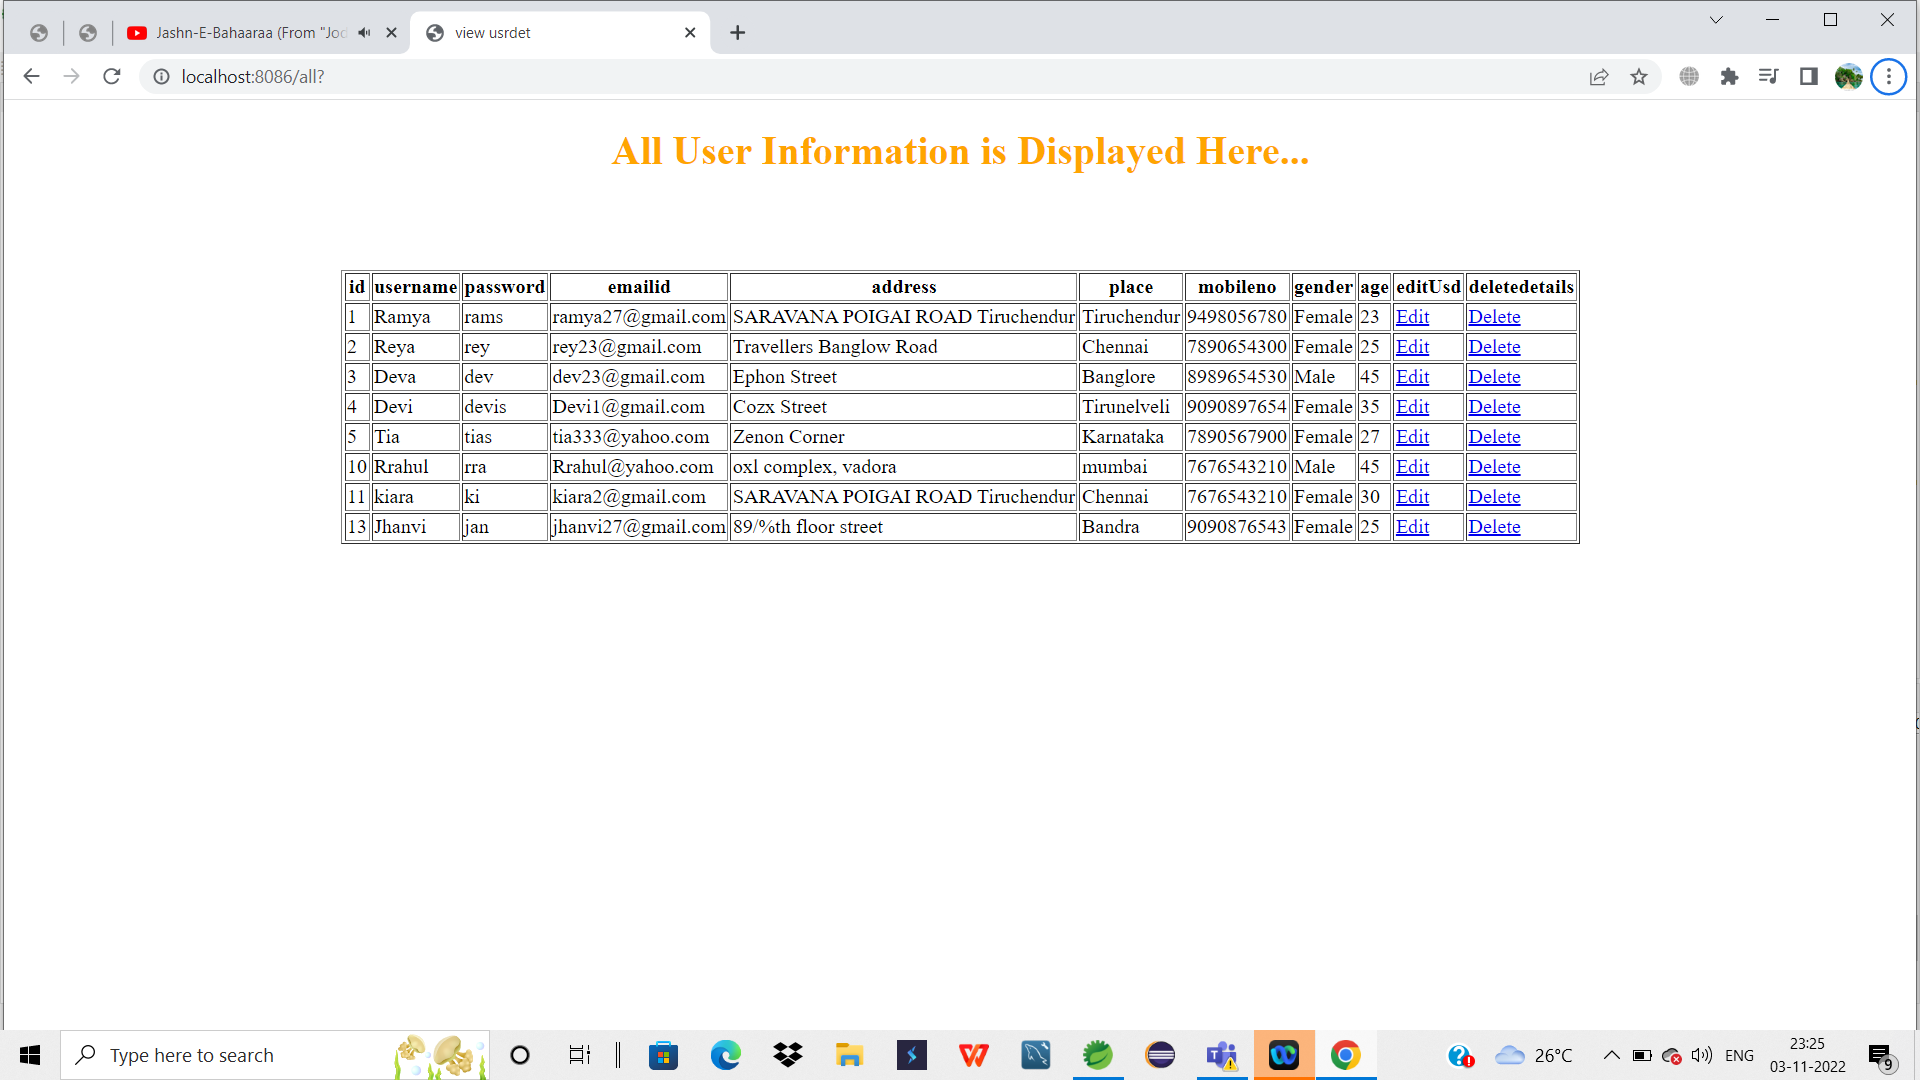 Jashn-E-Bahaaraa (From "Jod
view usrdet
localhost:8086/all?
All User Information is Displayed Here...
id username password emailid address place mobileno gender age editUsd deletedetails
1 Ramya rams ramya27@gmail.com SARAVANA POIGAI ROAD Tiruchendur Tiruchendur 9498056780 Female 23 Edit Delete
2 Reya rey rey23@gmail.com Travellers Banglow Road Chennai 7890654300 Female 25 Edit Delete
3 Deva dev dev23@gmail.com Ephon Street Banglore 8989654530 Male 45 Edit Delete
4 Devi devis Devi1@gmail.com Cozx Street Tirunelveli 9090897654 Female 35 Edit Delete
5 Tia tias tia333@yahoo.com Zenon Corner Karnataka 7890567900 Female 27 Edit Delete
10 Rrahul rra Rrahul@yahoo.com oxl complex, vadora mumbai 7676543210 Male 45 Edit Delete
11 kiara ki kiara2@gmail.com SARAVANA POIGAI ROAD Tiruchendur Chennai 7676543210 Female 30 Edit Delete
13 Jhanvi jan jhanvi27@gmail.com 89/%th floor street Bandra 9090876543 Female 25 Edit Delete
Type here to search
26°C
ENG
23:25
03-11-2022
9